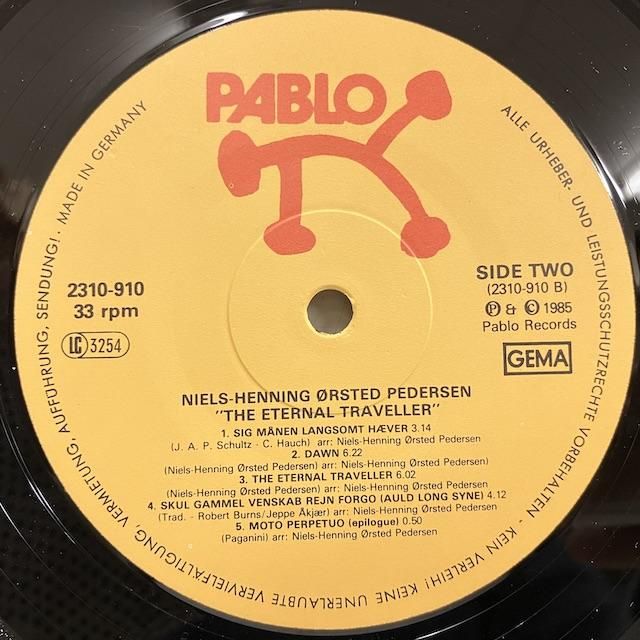 PABLO
MADE IN GERMANY · ALLE URHEBER- UND LEISTUNGSSCHUTZRECHTE VORBEHALTEN - KEIN VERLEIH! KEINE UNERLAUBTE VERVIELFÄLTIGUNG, VERMIETUNG, AUFFÜHRUNG, SENDUNG! ·
2310-910
33 rpm
LC 3254
SIDE TWO
(2310-910 B)
℗ & © 1985
Pablo Records
GEMA
NIELS-HENNING ØRSTED PEDERSEN
"THE ETERNAL TRAVELLER"
1. SIG MÅNEN LANGSOMT HÆVER 3.14
(J. A. P. Schultz - C. Hauch) arr: Niels-Henning Ørsted Pedersen
2. DAWN 6.22
(Niels-Henning Ørsted Pedersen) arr: Niels-Henning Ørsted Pedersen
3. THE ETERNAL TRAVELLER 6.02
(Niels-Henning Ørsted Pedersen) arr: Niels-Henning Ørsted Pedersen
4. SKUL GAMMEL VENSKAB REJN FORGO (AULD LONG SYNE) 4.12
(Trad. - Robert Burns/Jeppe Åkjær) arr: Niels-Henning Ørsted Pedersen
5. MOTO PERPETUO (epilogue) 0.50
(Paganini) arr: Niels-Henning Ørsted Pedersen